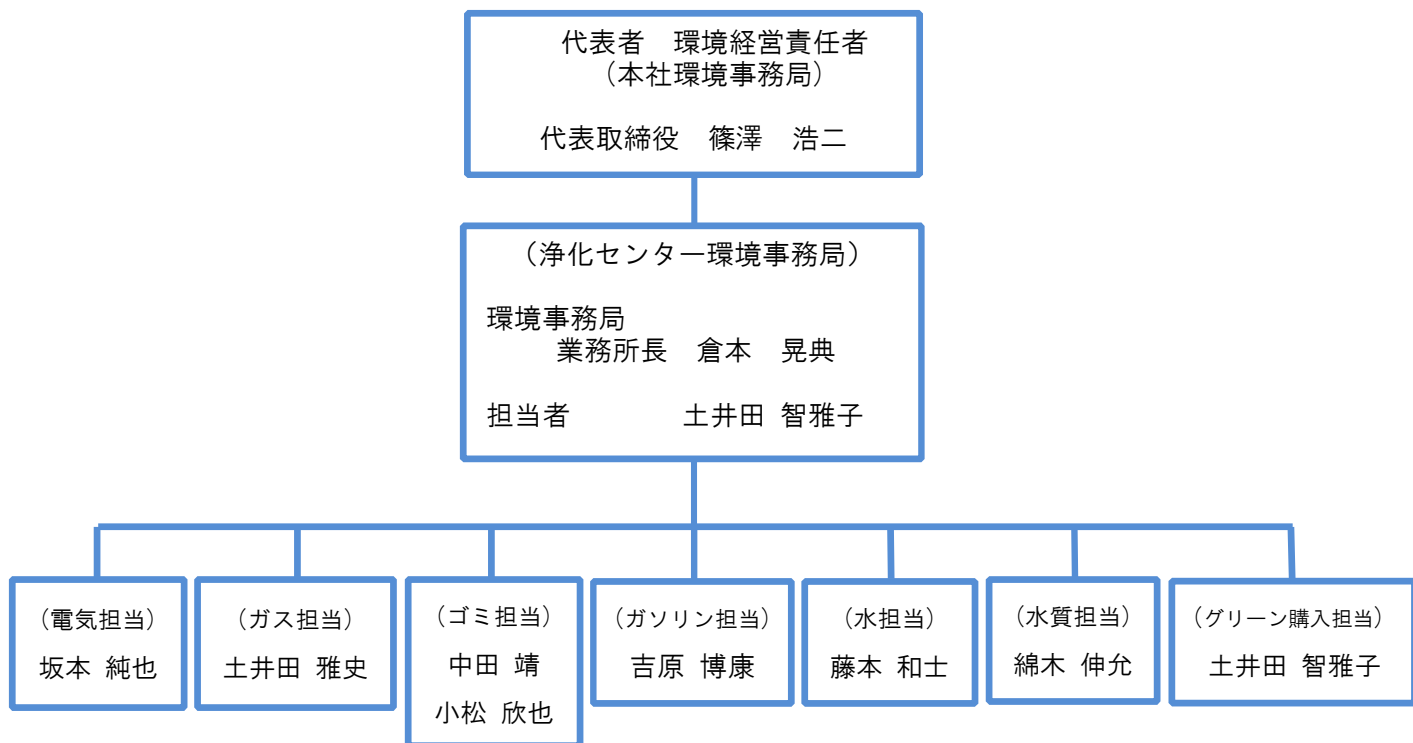 代表者　環境経営責任者
（本社環境事務局）
代表取締役　篠澤　浩二
（浄化センター環境事務局）
環境事務局
業務所長　倉本　晃典
担当者　　　　土井田 智雅子
（電気担当）
坂本 純也
（ガス担当）
土井田 雅史
（ゴミ担当）
中田 靖
小松 欣也
（ガソリン担当）
吉原 博康
（水担当）
藤本 和士
（水質担当）
綿木 伸允
（グリーン購入担当）
土井田 智雅子